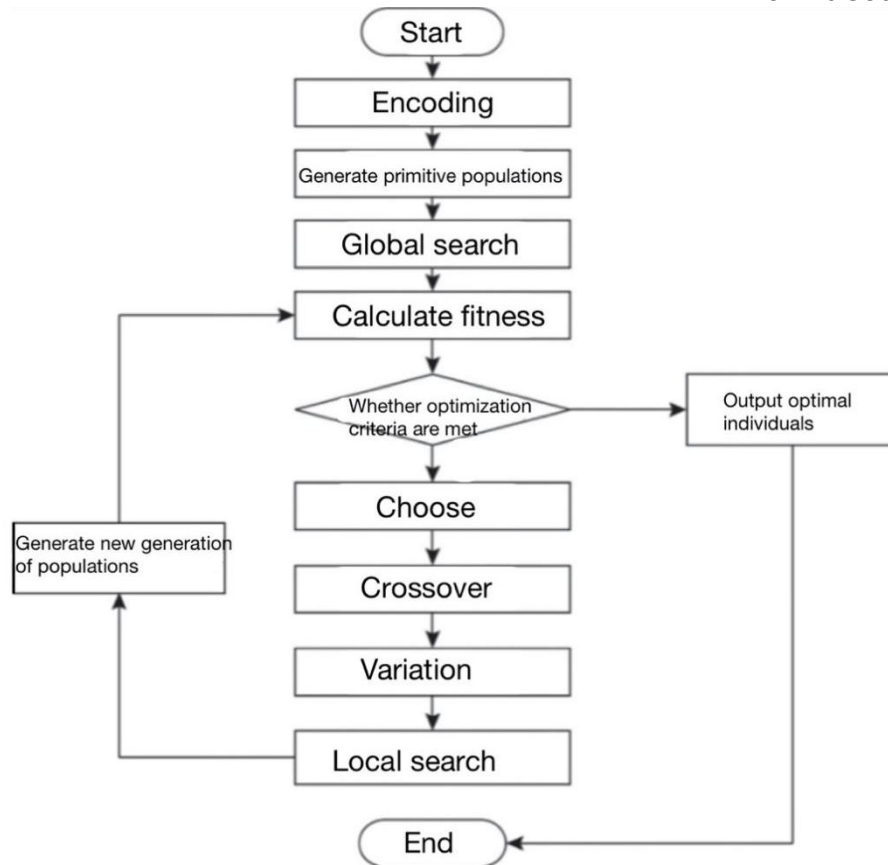 Start
Encoding
Generate primitive populations
Global search
Calculate fitness
Whether optimization
criteria are met
Output optimal
individuals
Choose
Generate new generation
of populations
Crossover
Variation
Local search
End